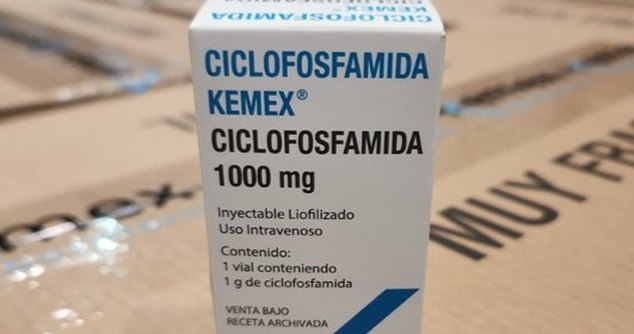 CICLOFOSFAMIDA
KEMEX®
CICLOFOSFAMIDA
KEMEX®
CICLOFOSFAMIDA
1000 mg
Inyectable Liofilizado
Uso Intravenoso
Contenido:
1 vial conteniendo
1 g de ciclofosfamida
VENTA BAJO
RECETA ARCHIVADA
MUY